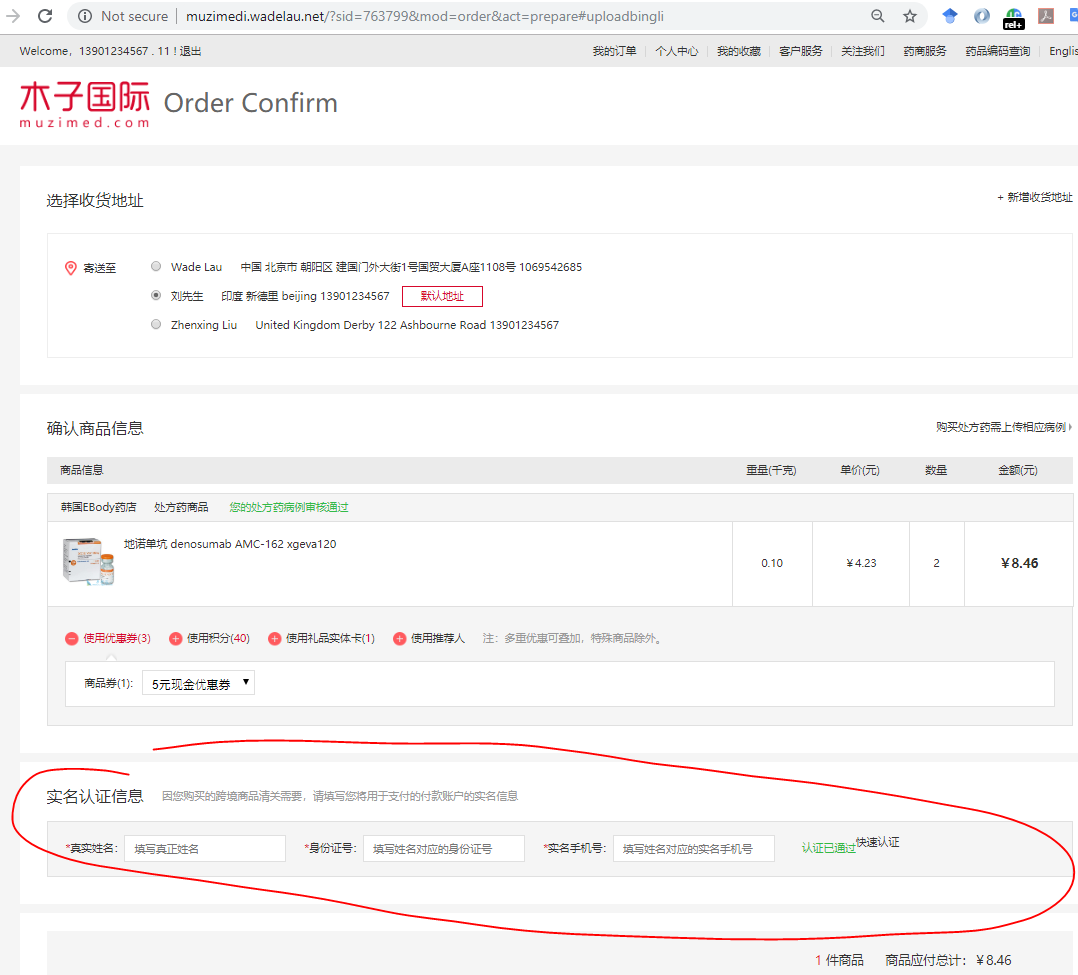 Not secure | muzimedi.wadelau.net/?sid=763799&mod=order&act=prepare#uploadbingli
rel+
Welcome，13901234567 . 11 ! 退出 我的订单 个人中心 我的收藏 客户服务 关注我们 药商服务 药品编码查询 Englis
木子国际 Order Confirm
muzimed.com
选择收货地址 + 新增收货地址
寄送至 Wade Lau 中国 北京市 朝阳区 建国门外大街1号国贸大厦A座1108号 1069542685
刘先生 印度 新德里 beijing 13901234567 默认地址
Zhenxing Liu United Kingdom Derby 122 Ashbourne Road 13901234567
确认商品信息 购买处方药需上传相应病例
商品信息 重量(千克) 单价(元) 数量 金额(元)
韩国EBody药店 处方药商品 您的处方药病例审核通过
地诺单坑 denosumab AMC-162 xgeva120
0.10 ¥4.23 2 ¥8.46
使用优惠券(3) 使用积分(40) 使用礼品实体卡(1) 使用推荐人 注：多重优惠可叠加，特殊商品除外。
商品券(1): 5元现金优惠券
实名认证信息 因您购买的跨境商品清关需要，请填写您将用于支付的付款账户的实名信息
*真实姓名: 填写真正姓名 *身份证号: 填写姓名对应的身份证号 *实名手机号: 填写姓名对应的实名手机号 认证已通过 快速认证
1 件商品 商品应付总计: ¥8.46